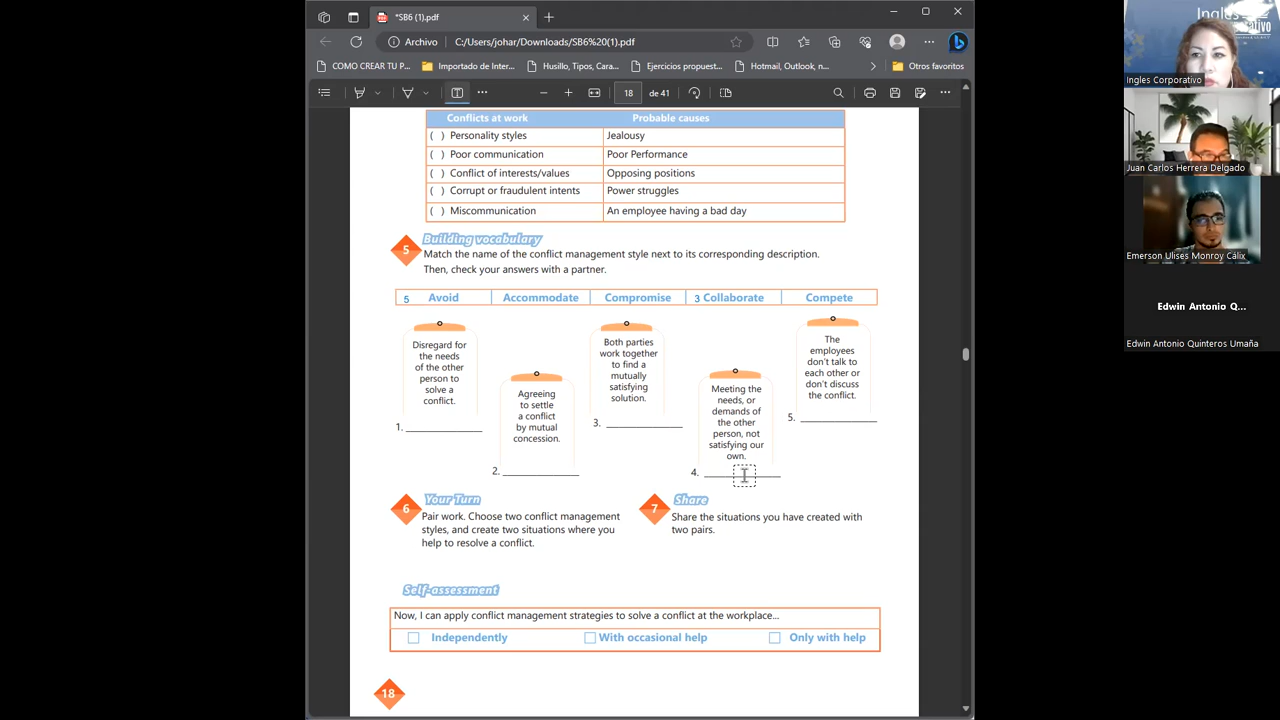 *SB6 (1).pdf
Archivo
C:/Users/johar/Downloads/SB6%20(1).pdf
COMO CREAR TU P...
Importado de Inter...
Husillo, Tipos, Cara...
Ejercicios propuest...
Hotmail, Outlook, n...
Otros favoritos
18 de 41
Conflicts at work Probable causes
( ) Personality styles Jealousy
( ) Poor communication Poor Performance
( ) Conflict of interests/values Opposing positions
( ) Corrupt or fraudulent intents Power struggles
( ) Miscommunication An employee having a bad day
5 Building vocabulary
Match the name of the conflict management style next to its corresponding description.
Then, check your answers with a partner.
5 Avoid Accommodate Compromise 3 Collaborate Compete
Disregard for
the needs
of the other
person to
solve a
conflict.
1. ______________
Agreeing
to settle
a conflict
by mutual
concession.
2. ______________
Both parties
work together
to find a
mutually
satisfying
solution.
3. ______________
Meeting the
needs, or
demands of
the other
person, not
satisfying our
own.
4. ______________
The
employees
don't talk to
each other or
don't discuss
the conflict.
5. ______________
6 Your Turn
Pair work. Choose two conflict management
styles, and create two situations where you
help to resolve a conflict.
7 Share
Share the situations you have created with
two pairs.
Self-assessment
Now, I can apply conflict management strategies to solve a conflict at the workplace...
Independently With occasional help Only with help
18
Ingles Corporativo
Juan Carlos Herrera Delgado
Emerson Ulises Monroy Cálix
Edwin Antonio Q...
Edwin Antonio Quinteros Umaña